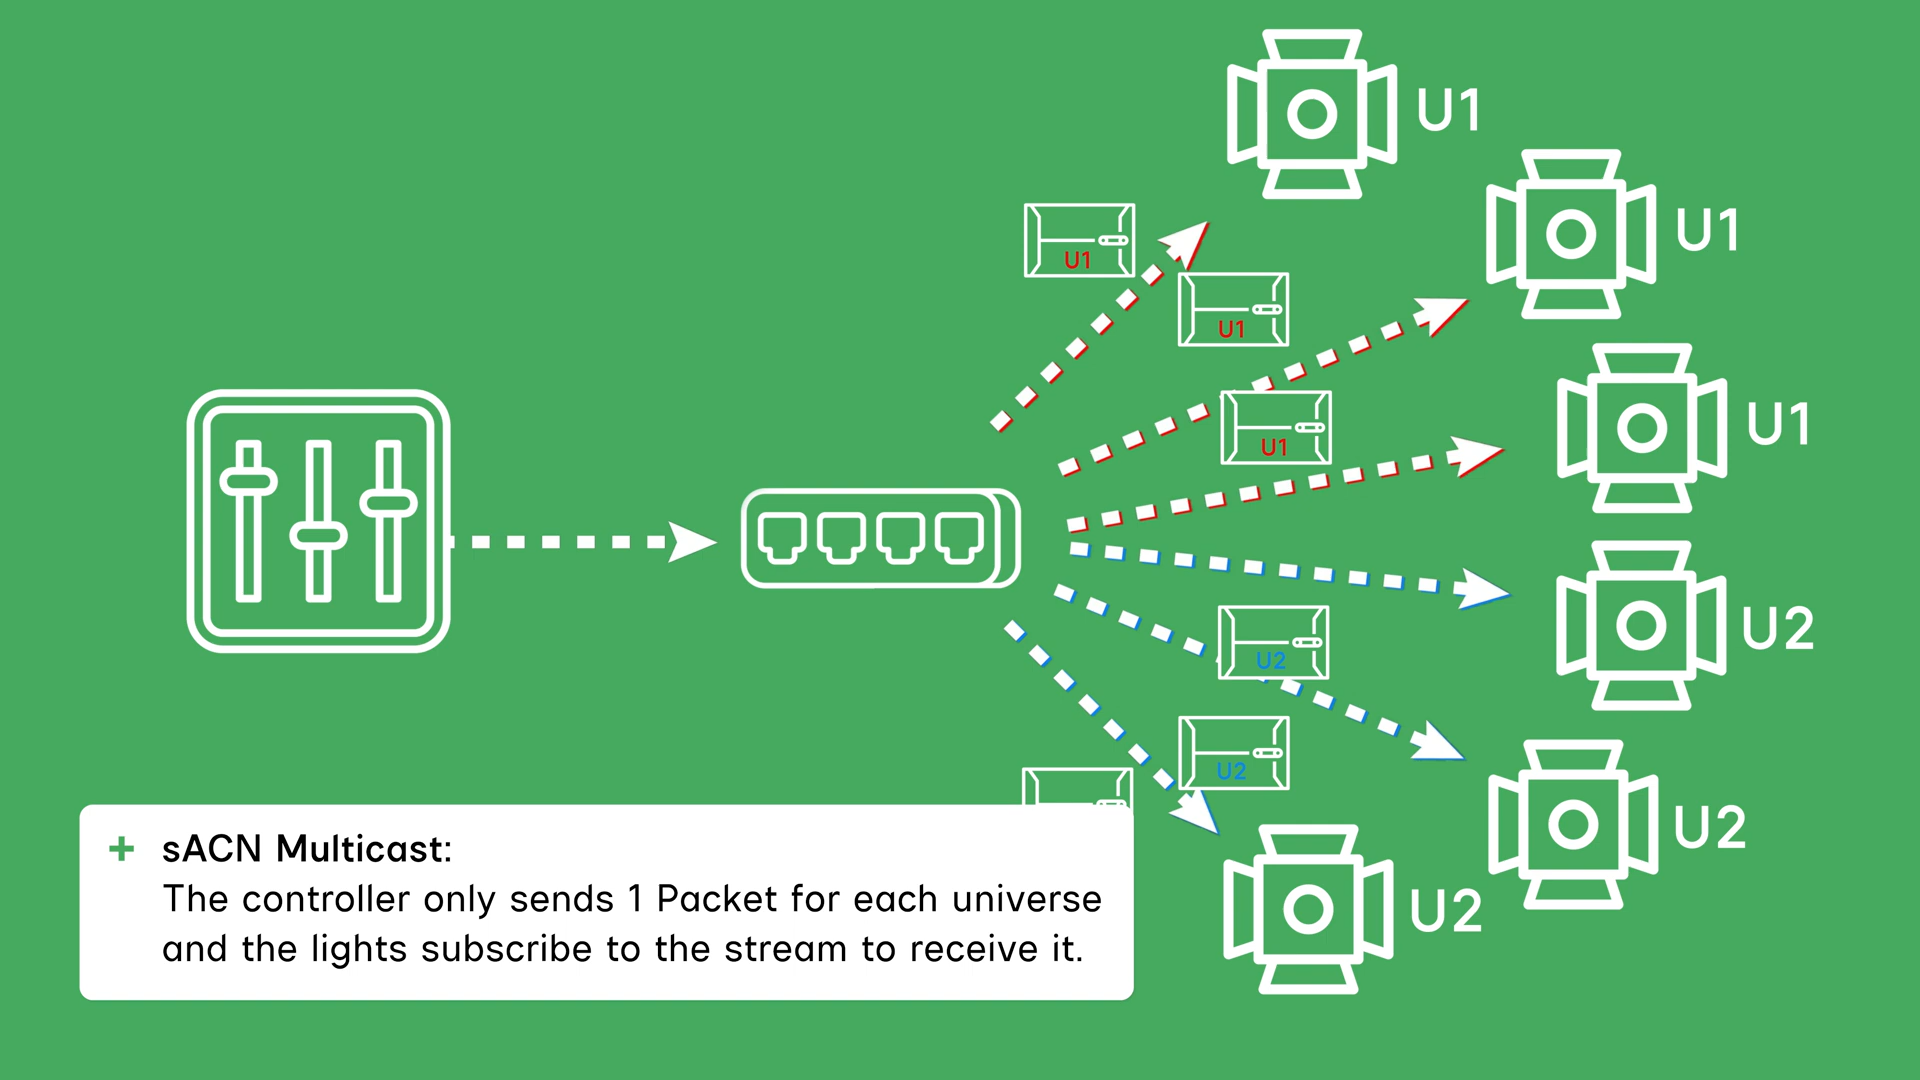 U1
U1
U1
U1
U1
U1
U2
U2
U2
U2
U2
+ sACN Multicast:
The controller only sends 1 Packet for each universe
and the lights subscribe to the stream to receive it.